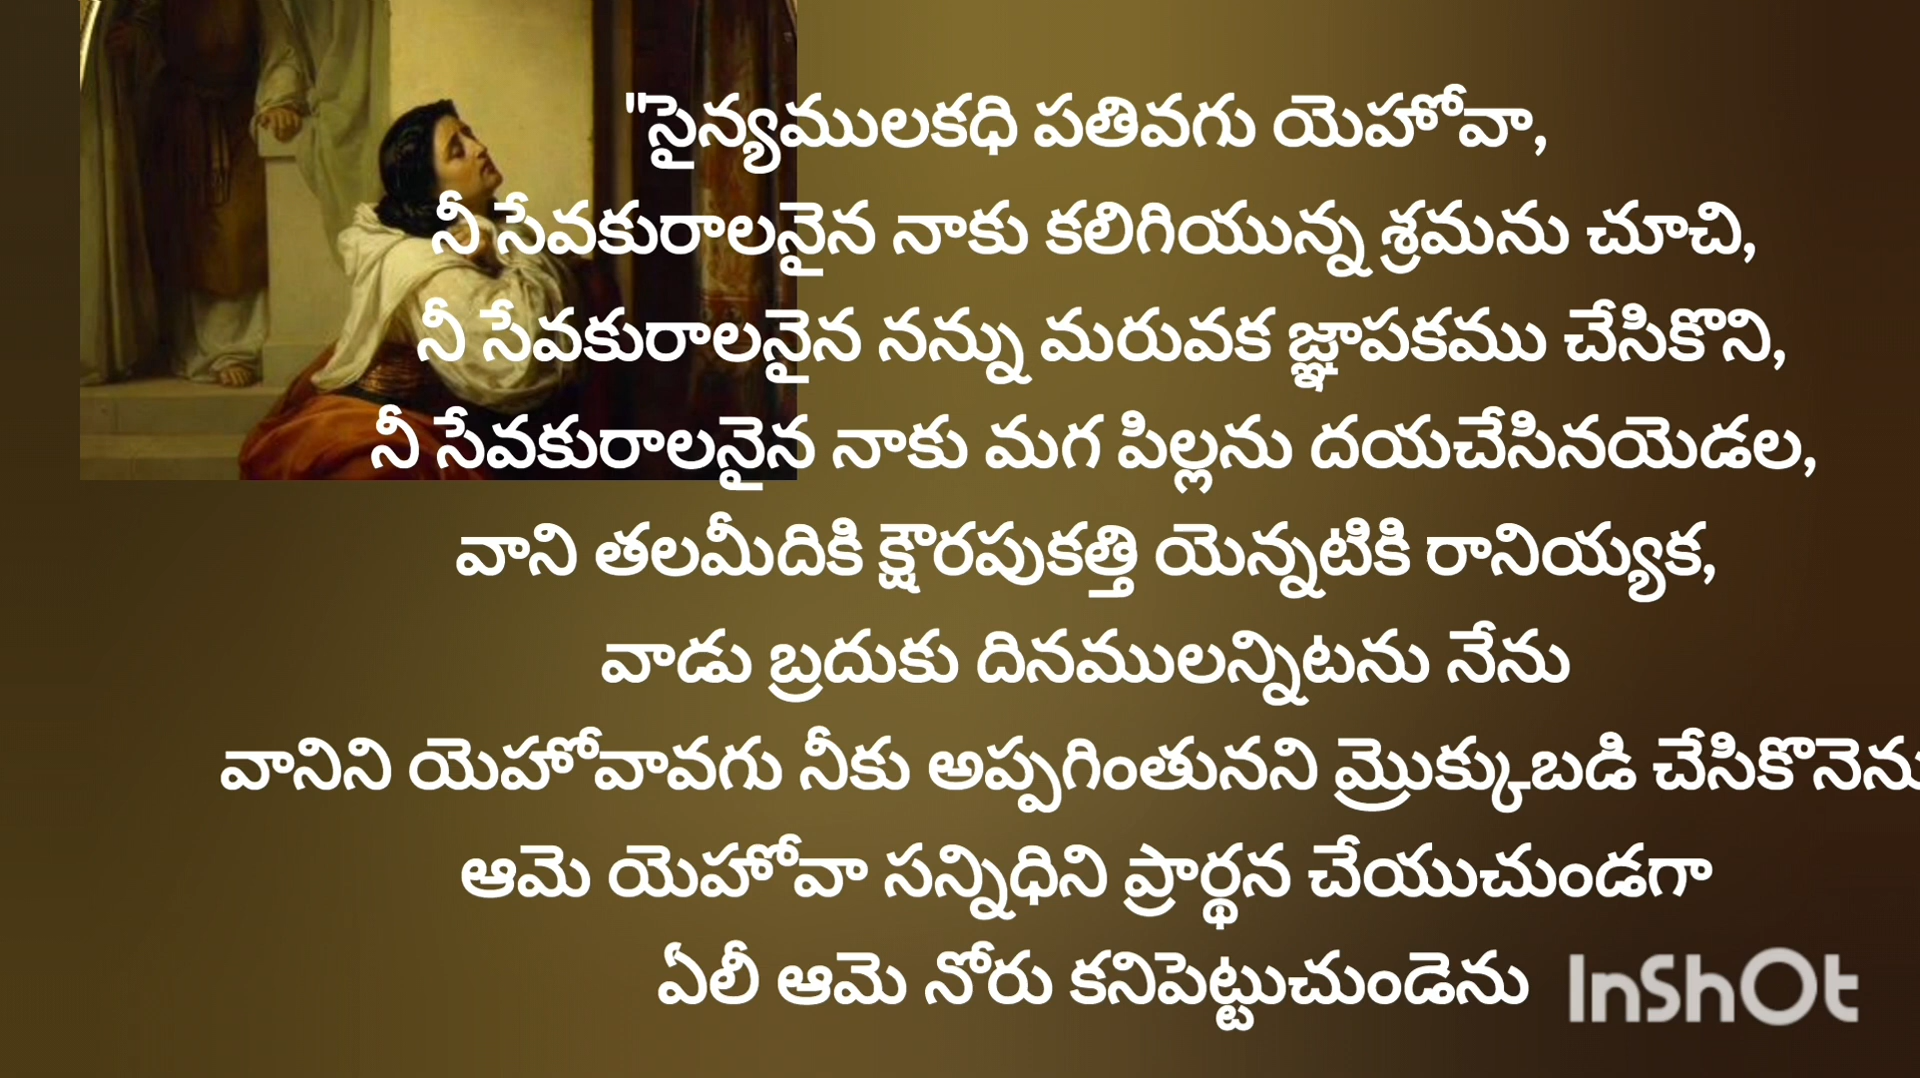 "సైన్యములకధి పతివగు యెహోవా,
నీ సేవకురాలనైన నాకు కలిగియున్న శ్రమను చూచి,
నీ సేవకురాలనైన నన్ను మరువక జ్ఞాపకము చేసికొని,
నీ సేవకురాలనైన నాకు మగ పిల్లను దయచేసినయెడల,
వాని తలమీదికి క్షౌరపుకత్తి యెన్నటికి రానియ్యక,
వాడు బ్రదుకు దినములన్నిటను నేను
వానిని యెహోవావగు నీకు అప్పగింతునని మ్రొక్కుబడి చేసికొనెను
ఆమె యెహోవా సన్నిధిని ప్రార్థన చేయుచుండగా
ఏలీ ఆమె నోరు కనిపెట్టుచుండెను
InShOt